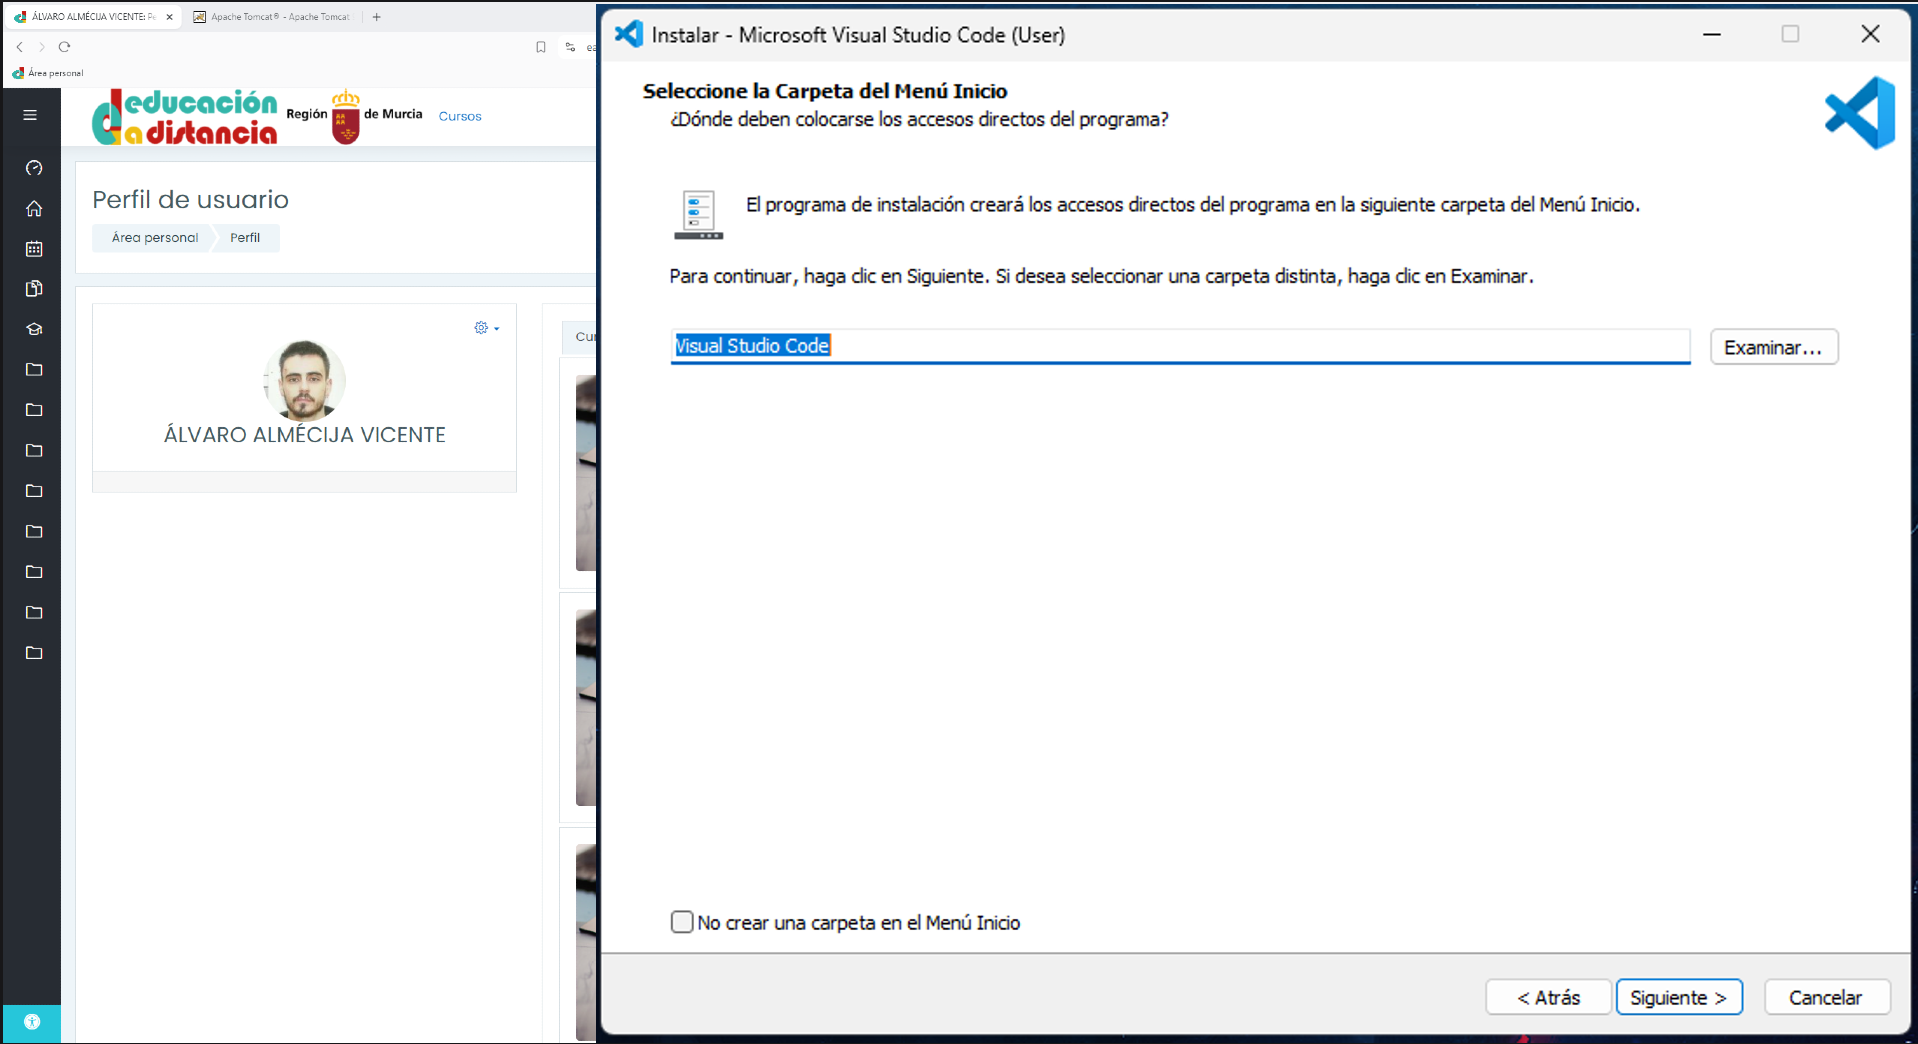 ÁLVARO ALMÉCIJA VICENTE: Pe
Apache Tomcat® - Apache Tomcat
Área personal
educación
a distancia
Región de Murcia
Cursos
Perfil de usuario
Área personal
Perfil
ÁLVARO ALMÉCIJA VICENTE
Instalar - Microsoft Visual Studio Code (User)
Seleccione la Carpeta del Menú Inicio
¿Dónde deben colocarse los accesos directos del programa?
El programa de instalación creará los accesos directos del programa en la siguiente carpeta del Menú Inicio.
Para continuar, haga clic en Siguiente. Si desea seleccionar una carpeta distinta, haga clic en Examinar.
Visual Studio Code
Examinar...
No crear una carpeta en el Menú Inicio
< Atrás
Siguiente >
Cancelar